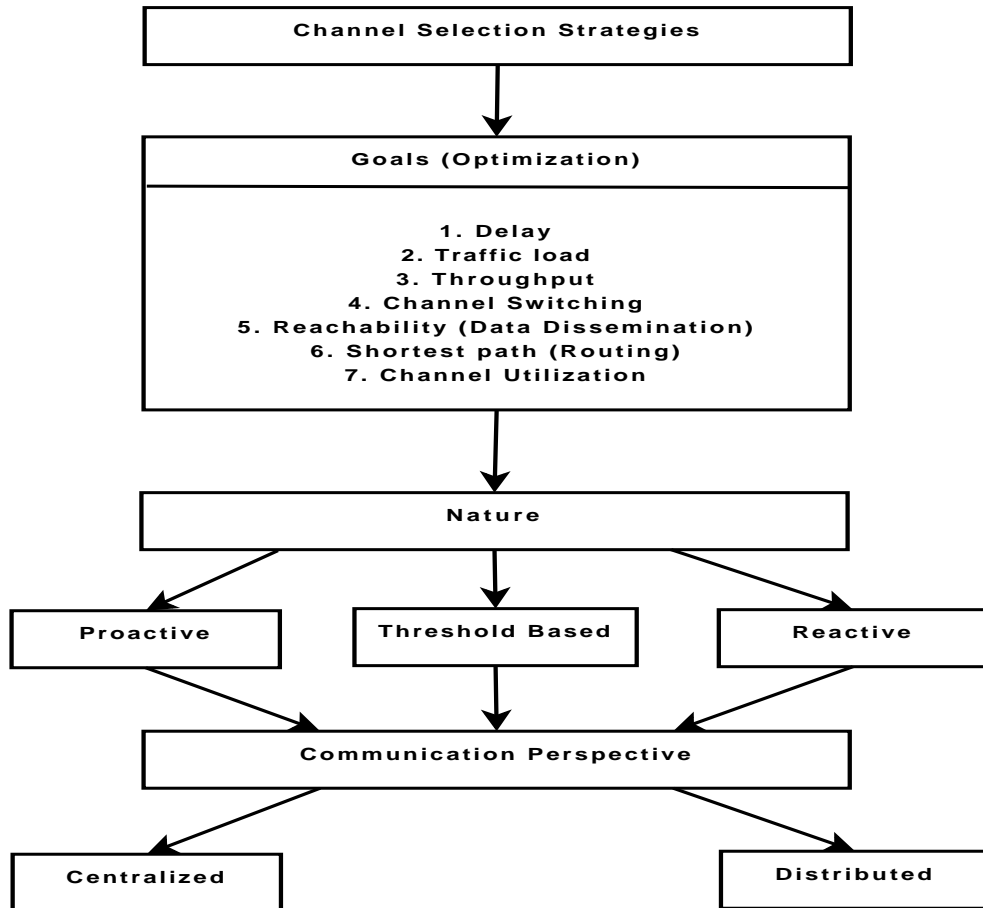 Channel Selection Strategies
Goals (Optimization)
1. Delay
2. Traffic load
3. Throughput
4. Channel Switching
5. Reachability (Data Dissemination)
6. Shortest path (Routing)
7. Channel Utilization
Nature
Proactive
Threshold Based
Reactive
Communication Perspective
Centralized
Distributed